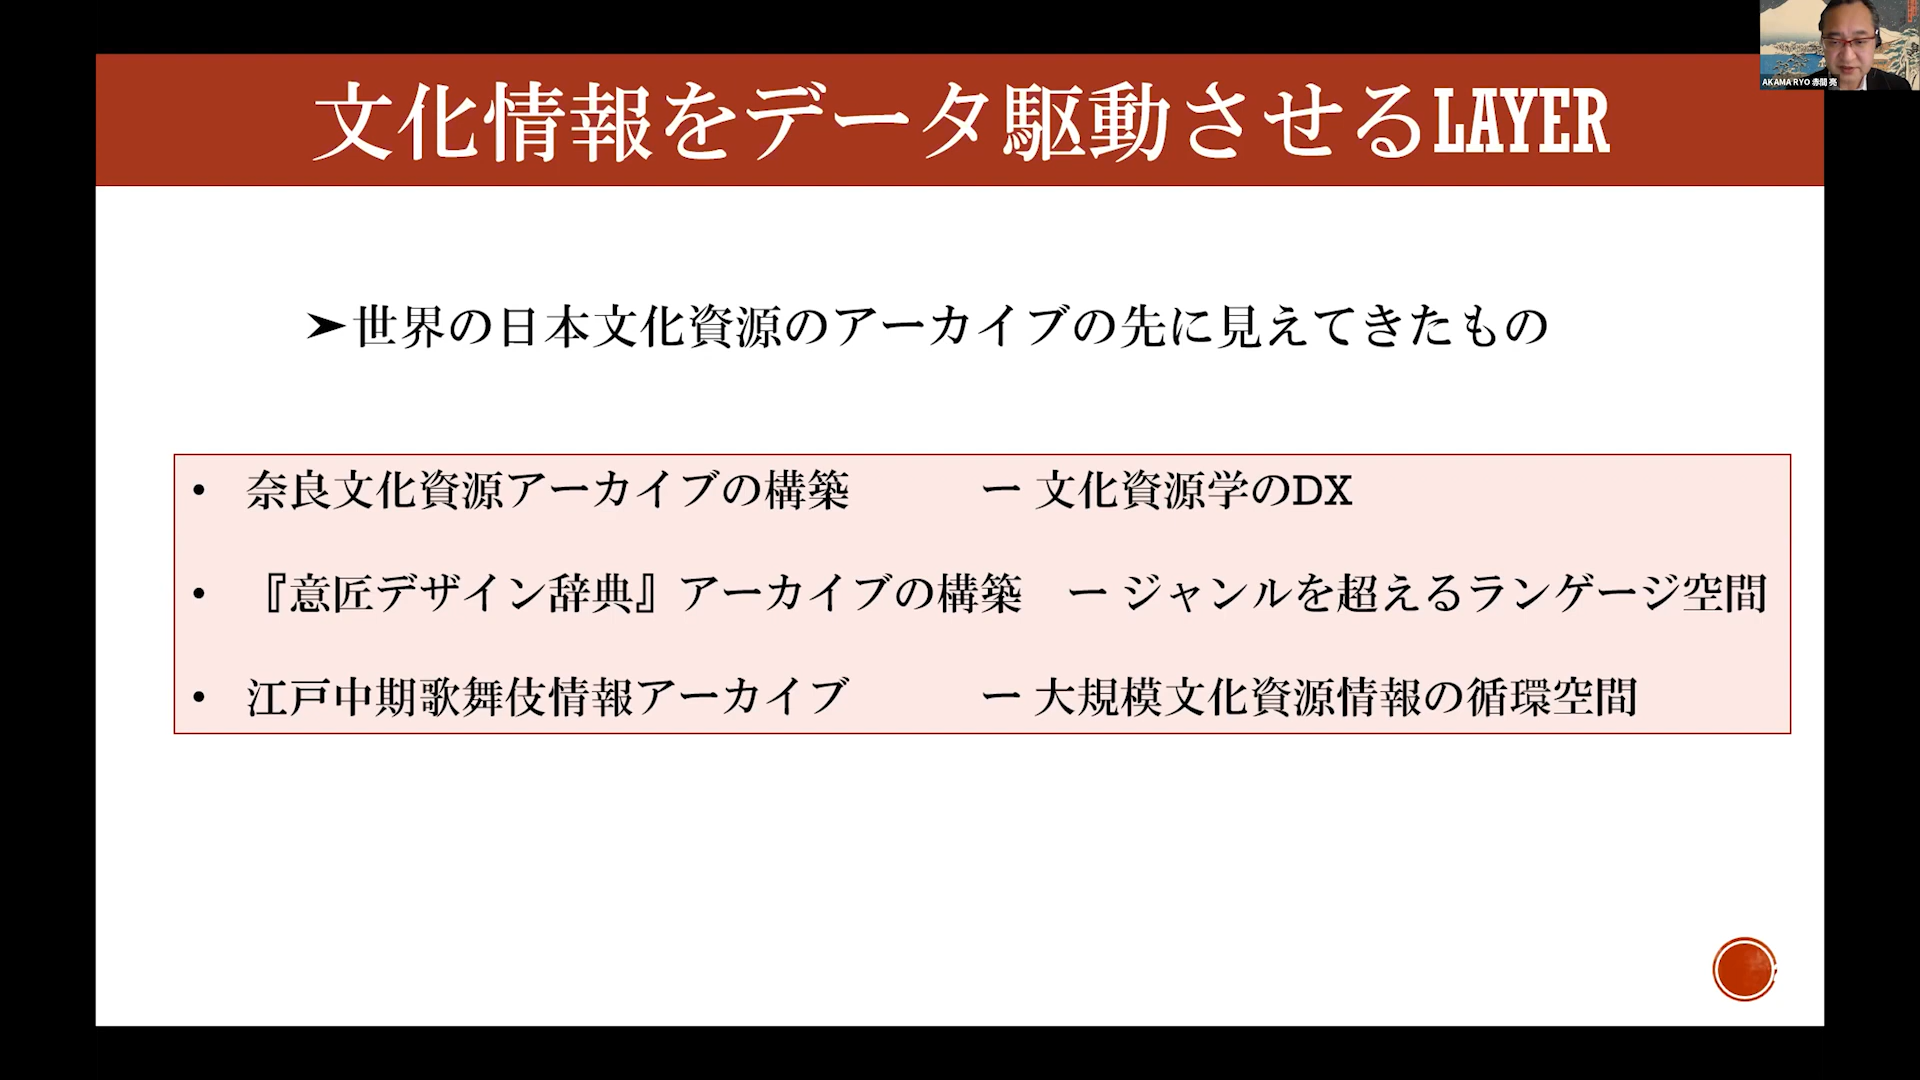 AKAMA RYO 赤間 亮
文化情報をデータ駆動させるLAYER
➤世界の日本文化資源のアーカイブの先に見えてきたもの
• 奈良文化資源アーカイブの構築 ー 文化資源学のDX
• 『意匠デザイン辞典』アーカイブの構築 ー ジャンルを超えるランゲージ空間
• 江戸中期歌舞伎情報アーカイブ ー 大規模文化資源情報の循環空間